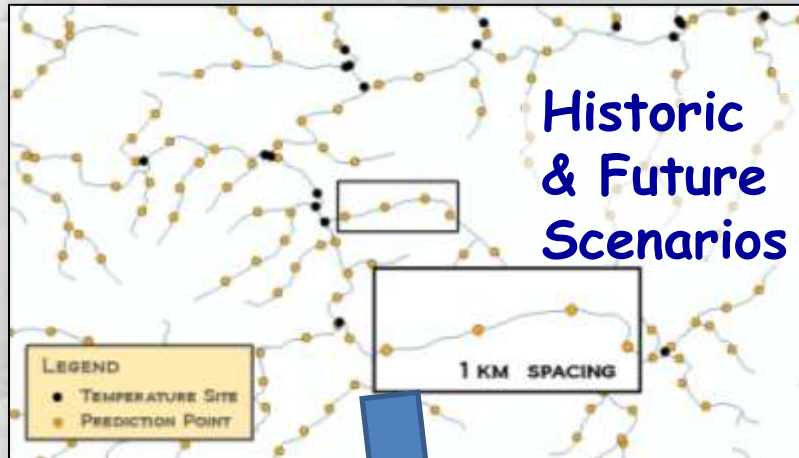 Historic
& Future
Scenarios
1 KM SPACING
LEGEND
TEMPERATURE SITE
PREDICTION POINT